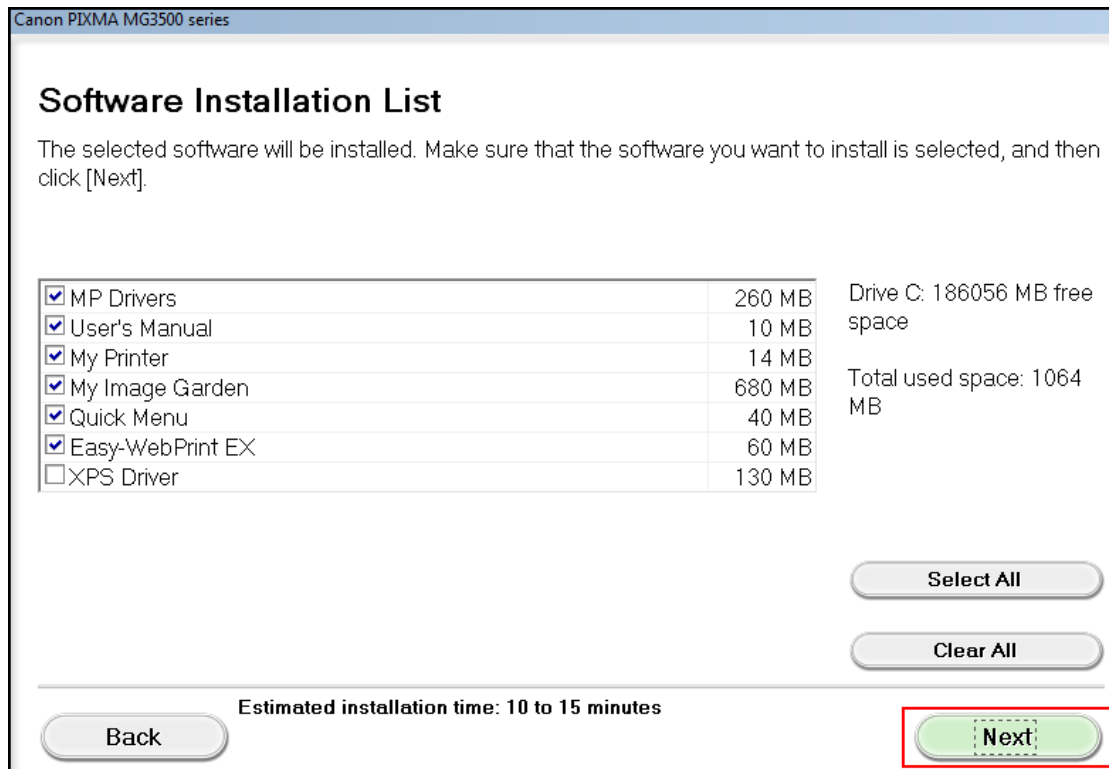 Canon PIXMA MG3500 series
Software Installation List
The selected software will be installed. Make sure that the software you want to install is selected, and then
click [Next].
MP Drivers 260 MB
User's Manual 10 MB
My Printer 14 MB
My Image Garden 680 MB
Quick Menu 40 MB
Easy-WebPrint EX 60 MB
XPS Driver 130 MB
Drive C: 186056 MB free
space
Total used space: 1064
MB
Select All
Clear All
Estimated installation time: 10 to 15 minutes
Back
Next